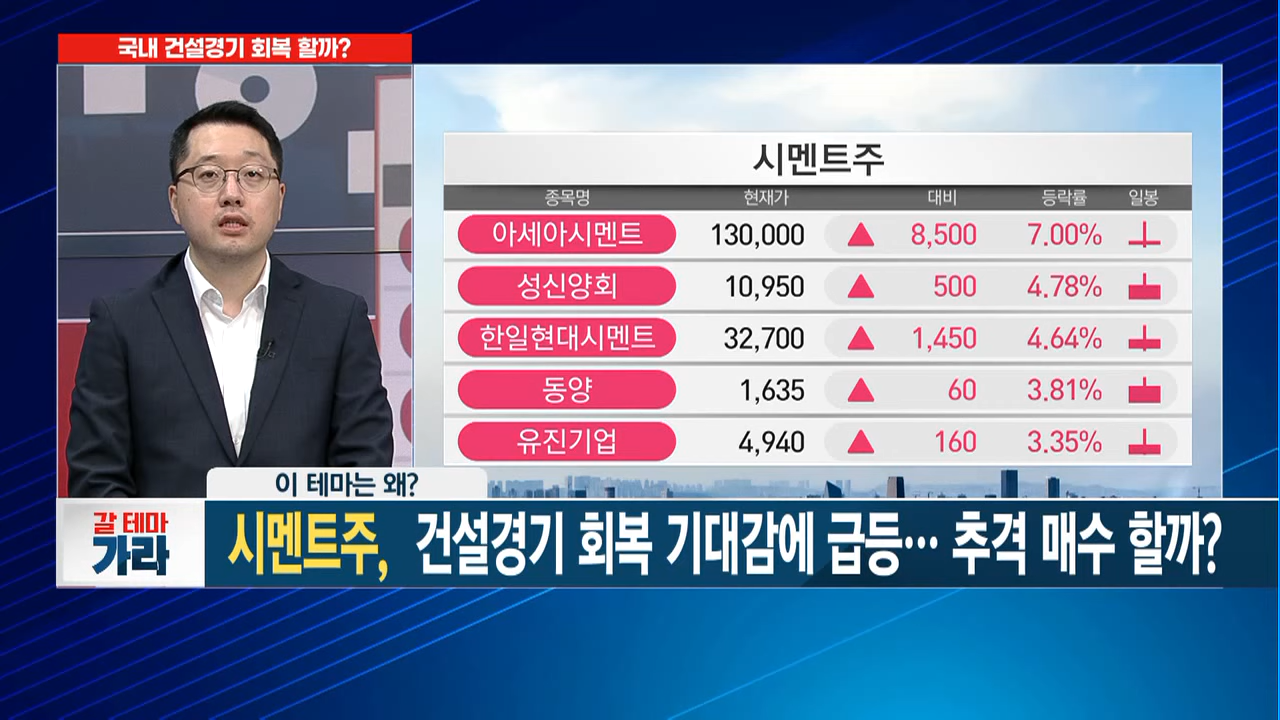 국내 건설경기 회복 할까?
시멘트주
종목명 현재가 대비 등락률 일봉
아세아시멘트 130,000 ▲ 8,500 7.00%
성신양회 10,950 ▲ 500 4.78%
한일현대시멘트 32,700 ▲ 1,450 4.64%
동양 1,635 ▲ 60 3.81%
유진기업 4,940 ▲ 160 3.35%
이 테마는 왜?
갈 테마
가라
시멘트주, 건설경기 회복 기대감에 급등… 추격 매수 할까?